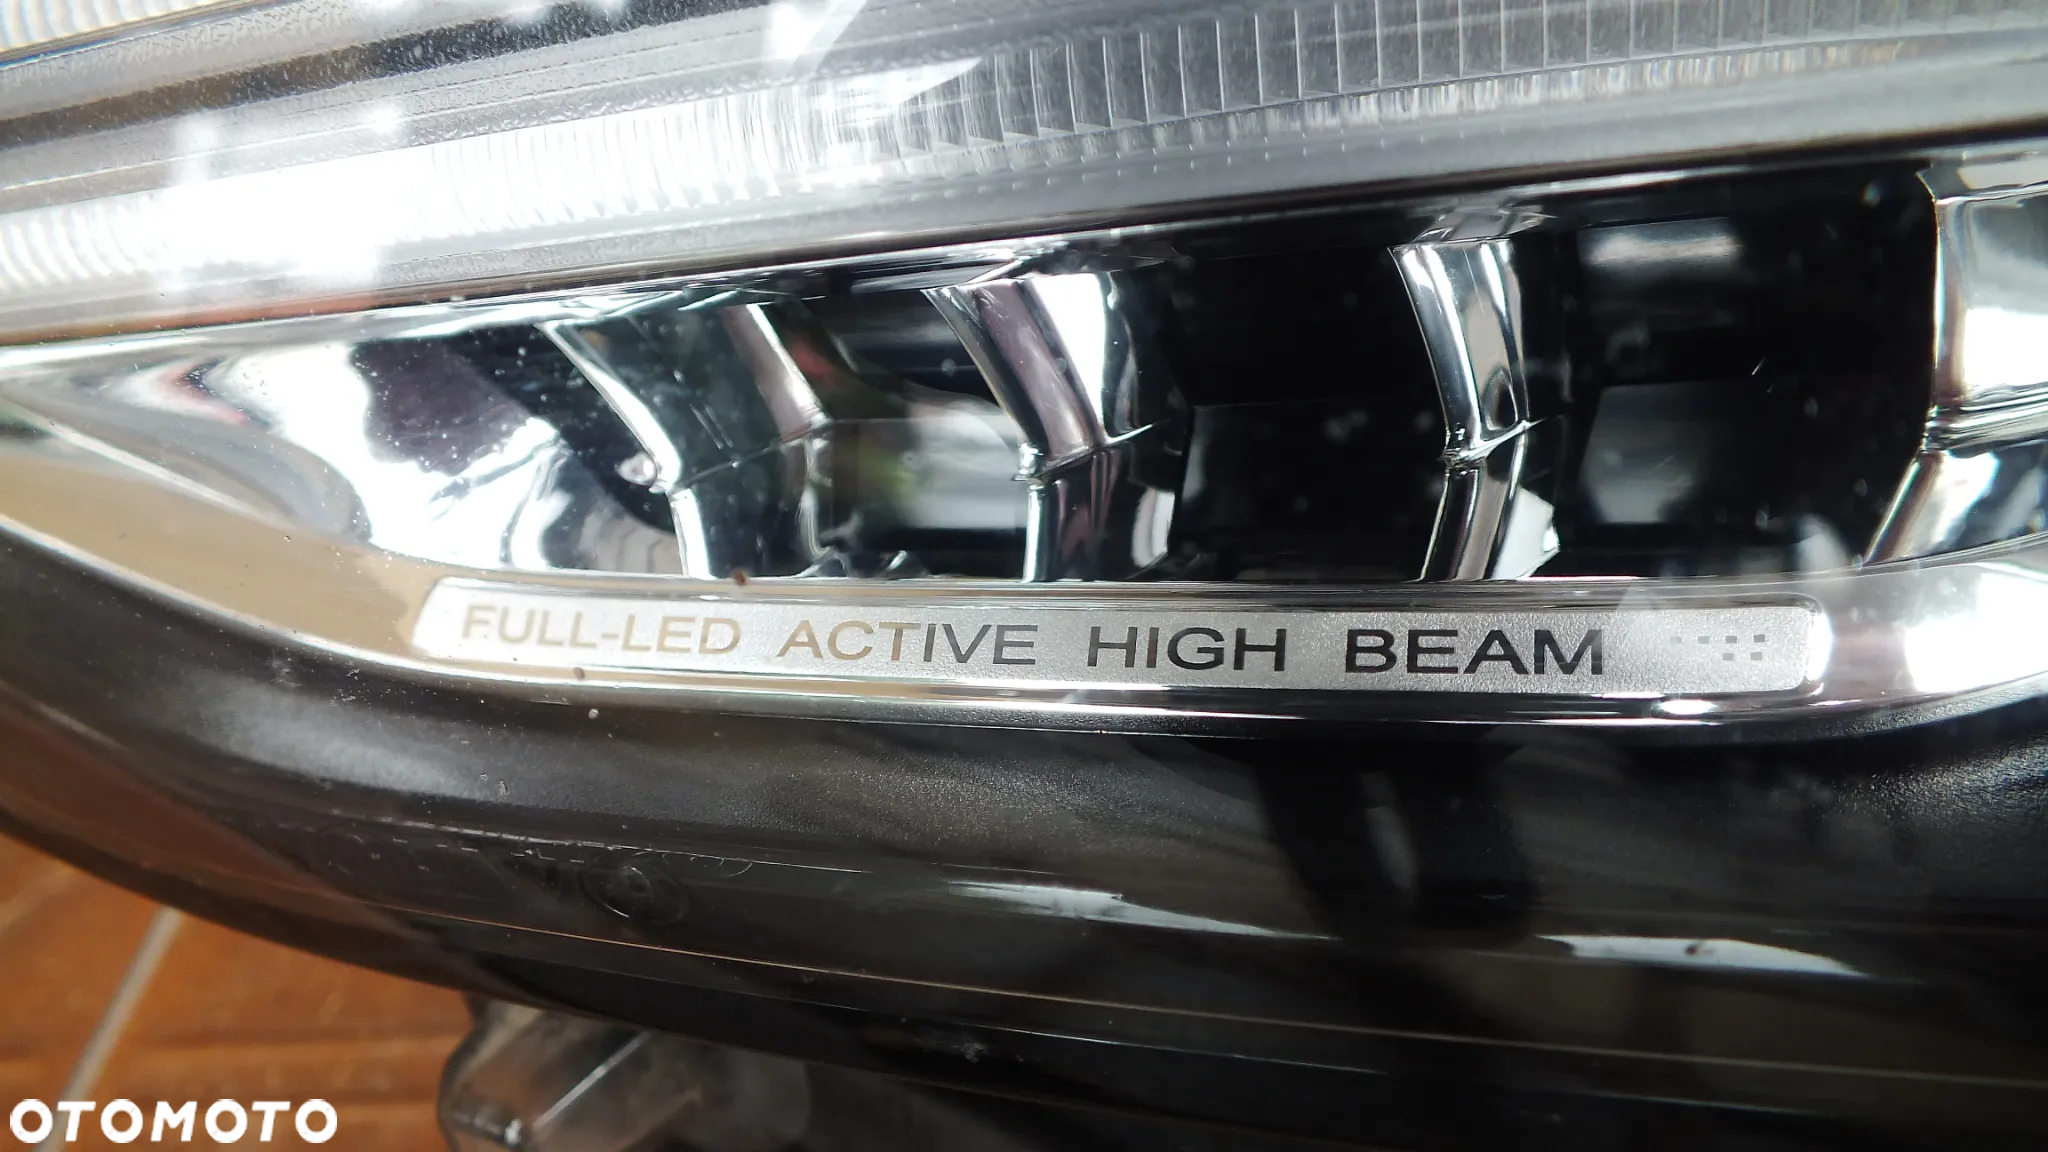 FULL-LED ACTIVE HIGH BEAM
OTOMOTO